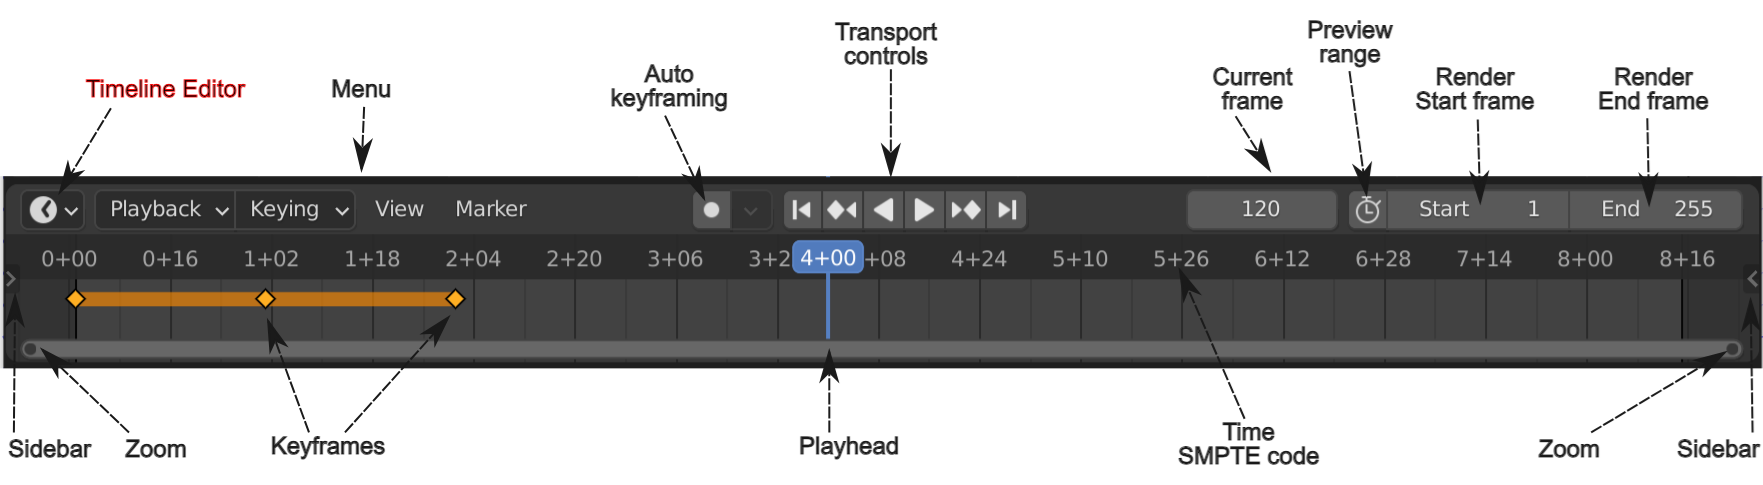 Timeline Editor
Menu
Auto
keyframing
Transport
controls
Current
frame
Preview
range
Render
Start frame
Render
End frame
Playback Keying View Marker 120 Start 1 End 255
0+00 0+16 1+02 1+18 2+04 2+20 3+06 3+2 4+00 +08 4+24 5+10 5+26 6+12 6+28 7+14 8+00 8+16
Sidebar
Zoom
Keyframes
Playhead
Time
SMPTE code
Zoom
Sidebar